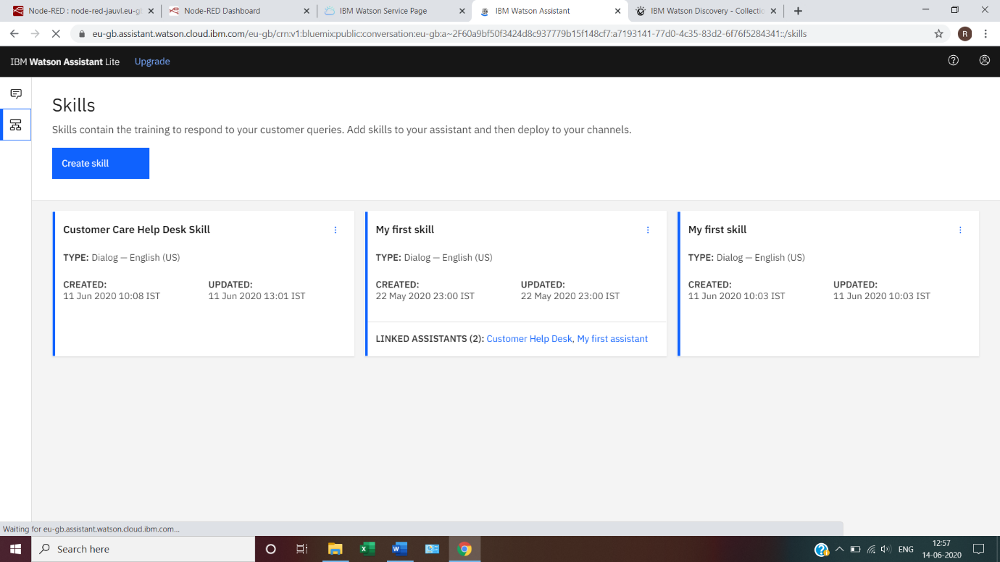 Node-RED : node-red-jauvl.eu-g
Node-RED Dashboard
IBM Watson Service Page
IBM Watson Assistant
IBM Watson Discovery - Collectio
eu-gb.assistant.watson.cloud.ibm.com/eu-gb/crn:v1:bluemix:public:conversation:eu-gb:a~2F60a9bf50f3424d8c937779b15f148cf7:a7193141-77d0-4c35-83d2-6f76f5284341::/skills
R
IBM Watson Assistant Lite
Upgrade
Skills
Skills contain the training to respond to your customer queries. Add skills to your assistant and then deploy to your channels.
Create skill
Customer Care Help Desk Skill
TYPE: Dialog — English (US)
CREATED:
11 Jun 2020 10:08 IST
UPDATED:
11 Jun 2020 13:01 IST
My first skill
TYPE: Dialog — English (US)
CREATED:
22 May 2020 23:00 IST
UPDATED:
22 May 2020 23:00 IST
LINKED ASSISTANTS (2): Customer Help Desk, My first assistant
My first skill
TYPE: Dialog — English (US)
CREATED:
11 Jun 2020 10:03 IST
UPDATED:
11 Jun 2020 10:03 IST
Waiting for eu-gb.assistant.watson.cloud.ibm.com...
Search here
ENG
12:57
14-06-2020